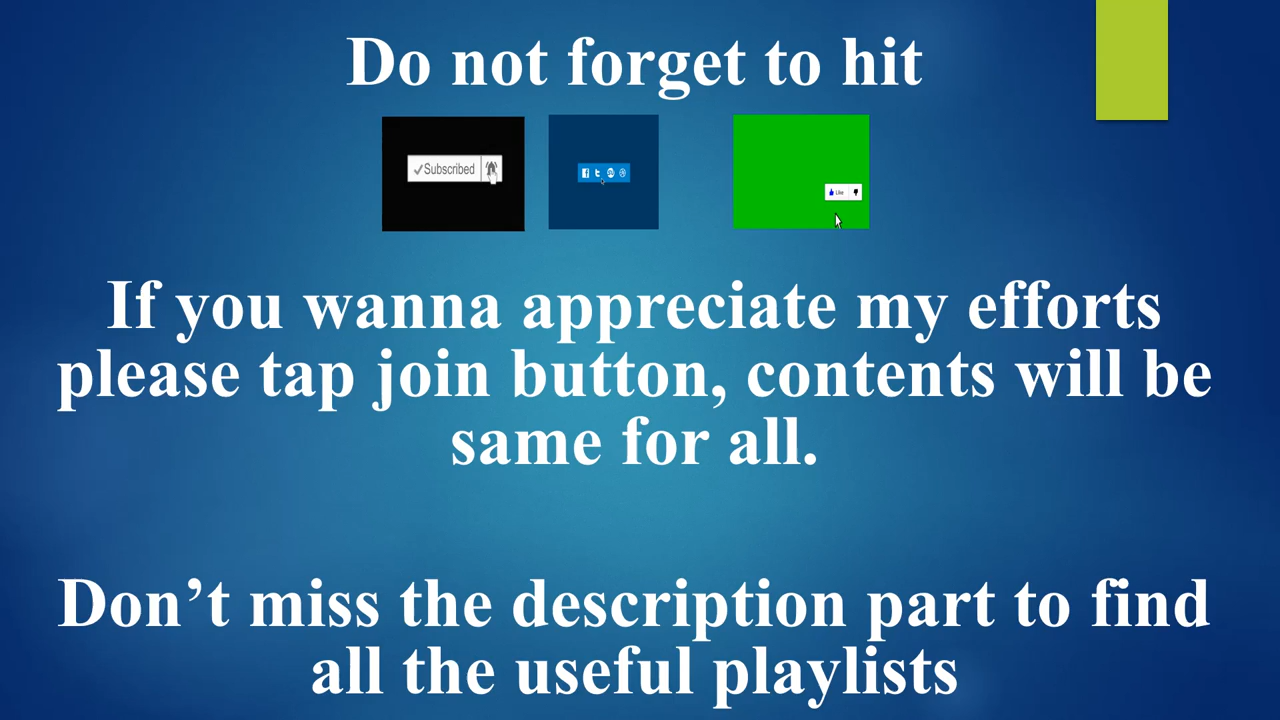 Do not forget to hit
Subscribed
Like
If you wanna appreciate my efforts
please tap join button, contents will be
same for all.
Don’t miss the description part to find
all the useful playlists